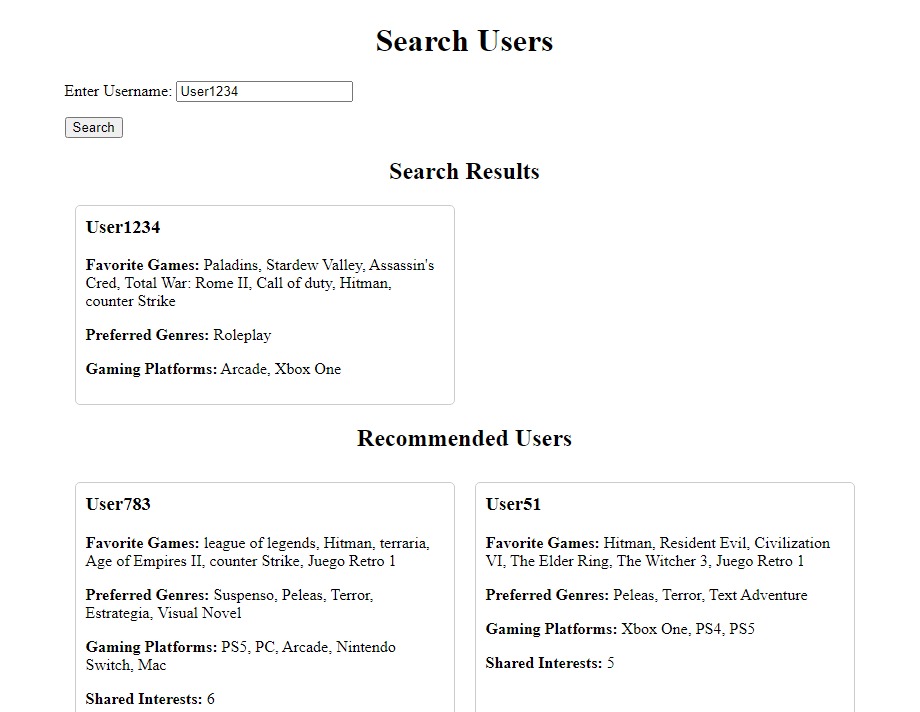 Search Users
Enter Username: User1234
Search
Search Results
User1234
Favorite Games: Paladins, Stardew Valley, Assassin's
Cred, Total War: Rome II, Call of duty, Hitman,
counter Strike
Preferred Genres: Roleplay
Gaming Platforms: Arcade, Xbox One
Recommended Users
User783
Favorite Games: league of legends, Hitman, terraria,
Age of Empires II, counter Strike, Juego Retro 1
Preferred Genres: Suspenso, Peleas, Terror,
Estrategia, Visual Novel
Gaming Platforms: PS5, PC, Arcade, Nintendo
Switch, Mac
Shared Interests: 6
User51
Favorite Games: Hitman, Resident Evil, Civilization
VI, The Elder Ring, The Witcher 3, Juego Retro 1
Preferred Genres: Peleas, Terror, Text Adventure
Gaming Platforms: Xbox One, PS4, PS5
Shared Interests: 5